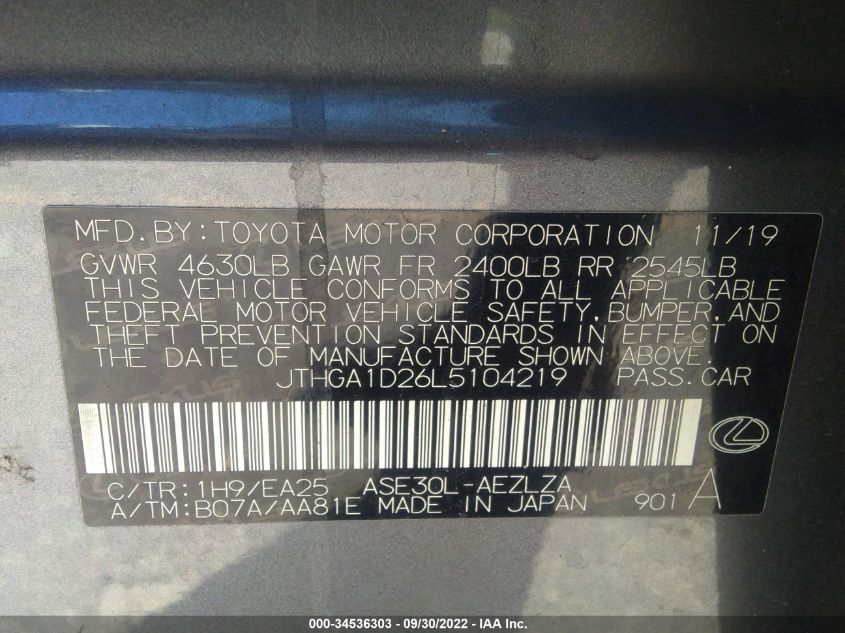 MFD.BY:TOYOTA MOTOR CORPORATION 11/19
GVWR 4630LB GAWR FR 2400LB RR 2545LB
THIS VEHICLE CONFORMS TO ALL APPLICABLE
FEDERAL MOTOR VEHICLE SAFETY,BUMPER,AND
THEFT PREVENTION STANDARDS IN EFFECT ON
THE DATE OF MANUFACTURE SHOWN ABOVE.
JTHGA1D26L5104219 PASS.CAR
C/TR:1H9/EA25 ASE30L-AEZLZA
A/TM:B07A/AA81E MADE IN JAPAN 901 A
000-34536303 - 09/30/2022 - IAA Inc.